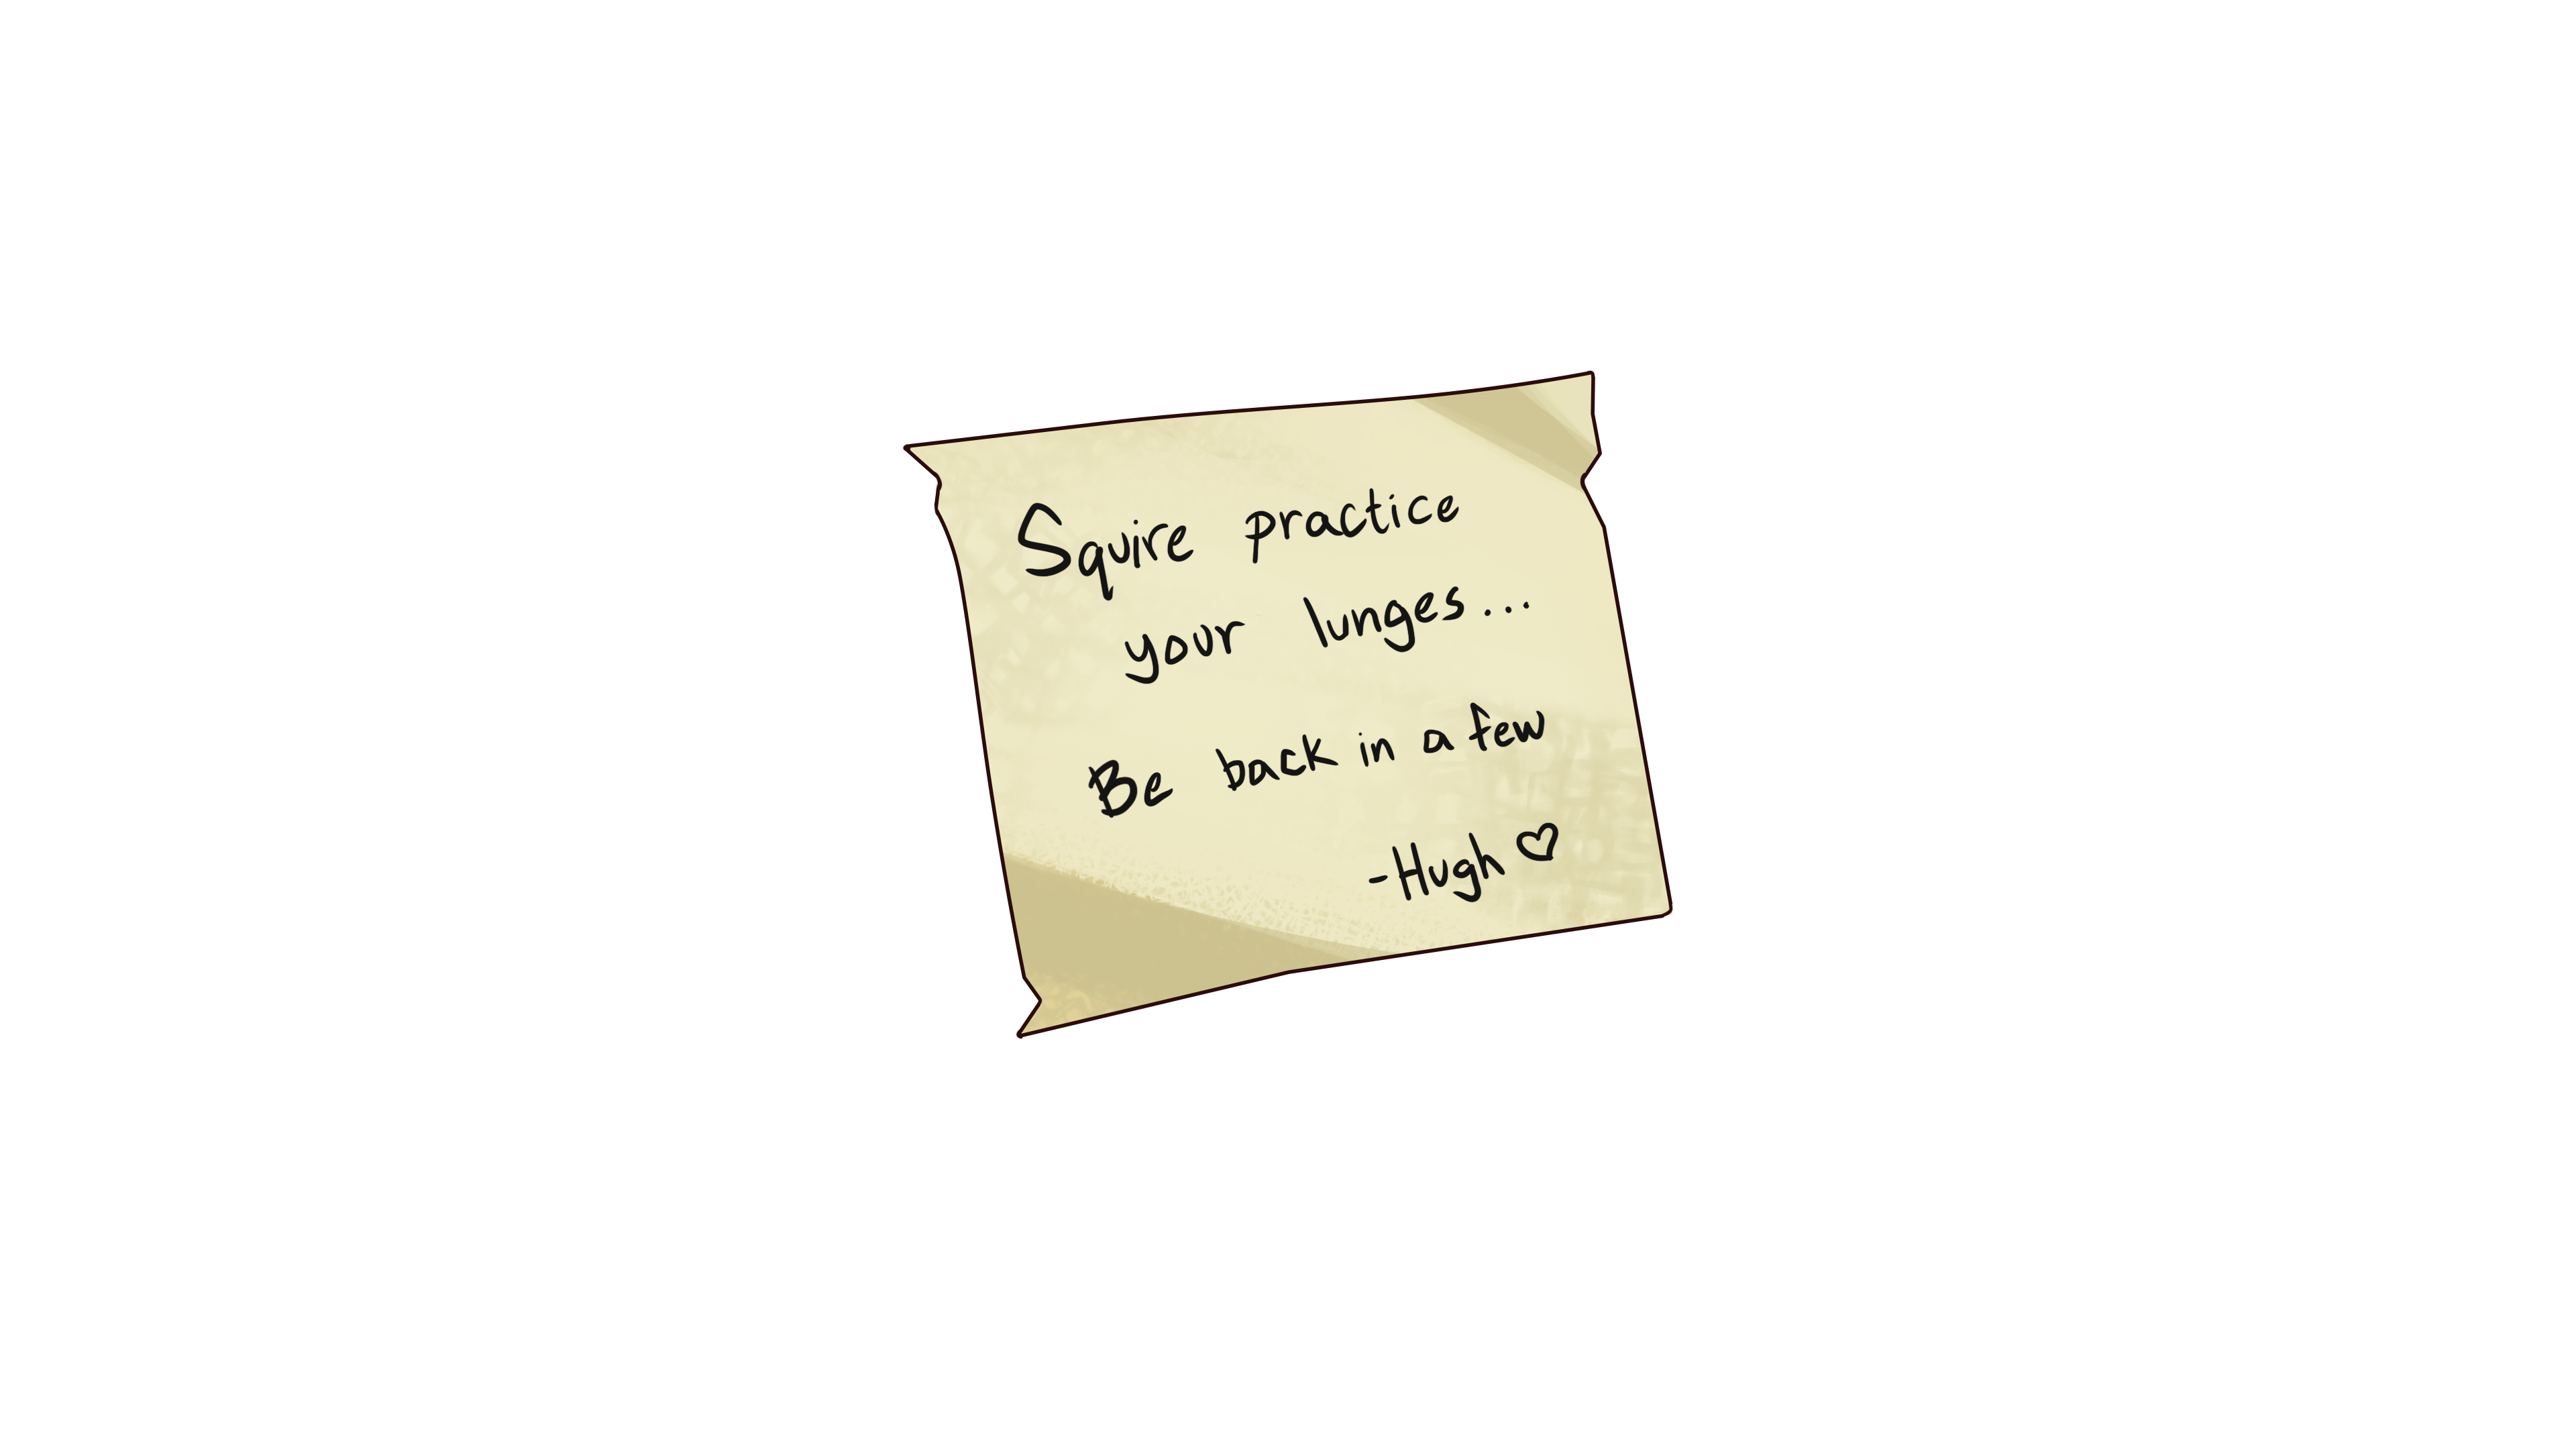 Squire practice
your lunges...
Be back in a few
-Hugh ♡